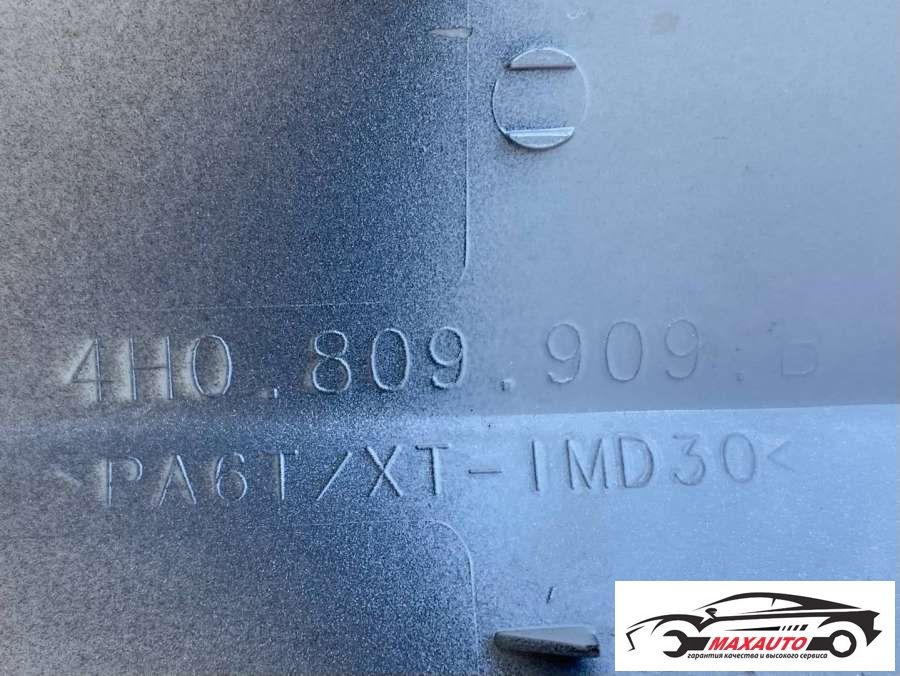 4H0.809.909.B
>PA6T/XT-IMD30<
MAXAUTO
гарантия качества и высокого сервиса